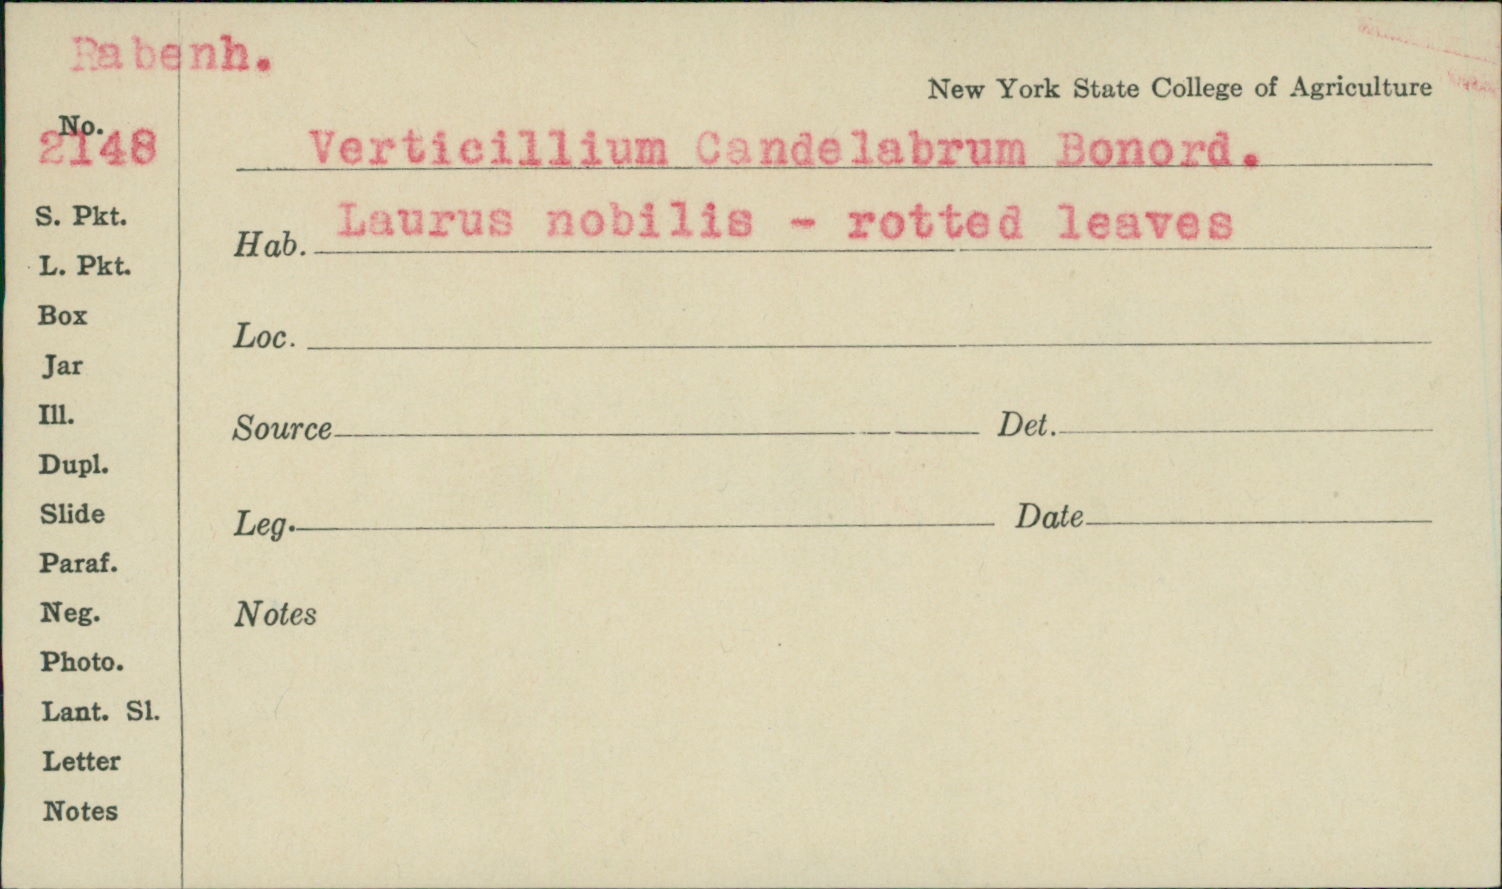 Rabenh.
New York State College of Agriculture
No.
2148
Verticillium Candelabrum Bonord.
Hab. Laurus nobilis - rotted leaves
Loc.
Source Det.
Leg. Date
Notes
S. Pkt.
L. Pkt.
Box
Jar
Ill.
Dupl.
Slide
Paraf.
Neg.
Photo.
Lant. Sl.
Letter
Notes